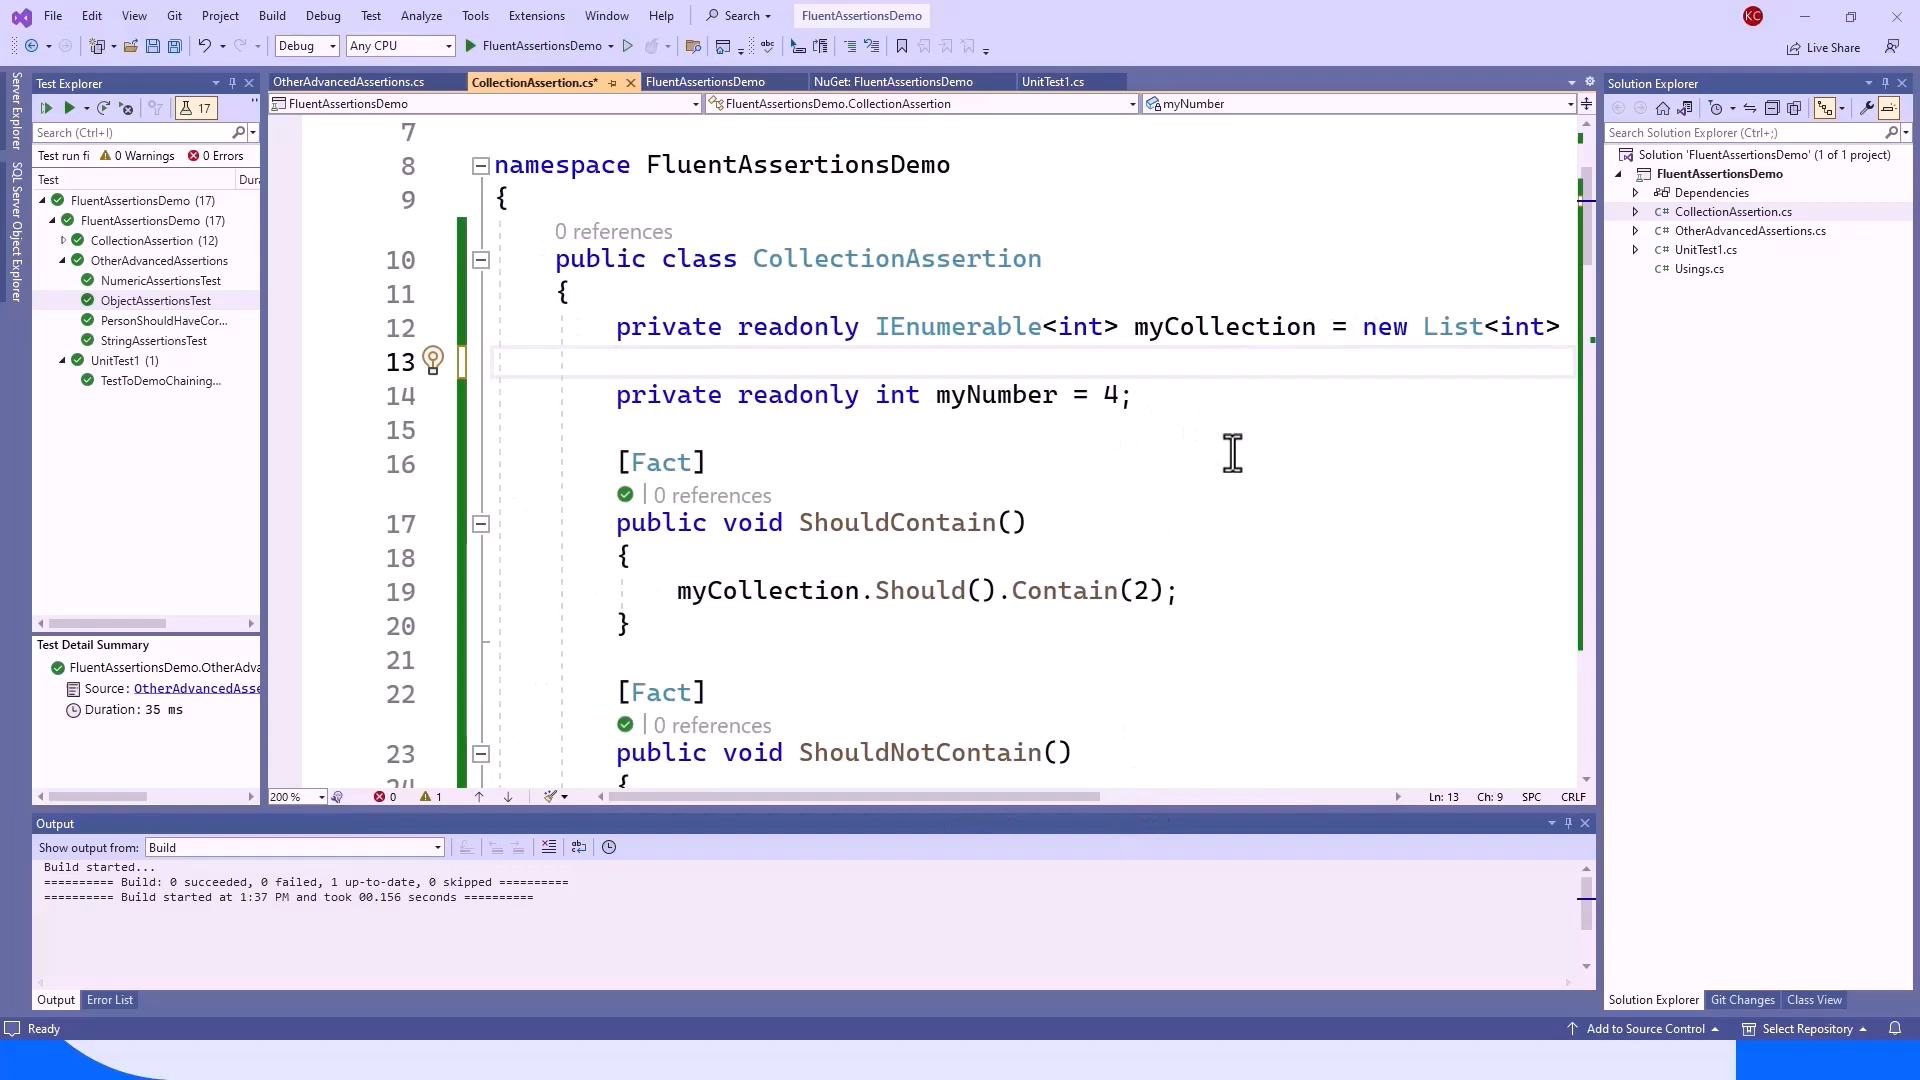 File Edit View Git Project Build Debug Test Analyze Tools Extensions Window Help Search FluentAssertionsDemo KC
Debug Any CPU FluentAssertionsDemo Live Share
Server Explorer
SQL Server Object Explorer
Test Explorer
17
Search (Ctrl+I)
Test run fi 0 Warnings 0 Errors
Test Dura
FluentAssertionsDemo (17)
FluentAssertionsDemo (17)
CollectionAssertion (12)
OtherAdvancedAssertions
NumericAssertionsTest
ObjectAssertionsTest
PersonShouldHaveCor...
StringAssertionsTest
UnitTest1 (1)
TestToDemoChaining...
Test Detail Summary
FluentAssertionsDemo.OtherAdva
Source: OtherAdvancedAsse
Duration: 35 ms
OtherAdvancedAssertions.cs CollectionAssertion.cs* FluentAssertionsDemo NuGet: FluentAssertionsDemo UnitTest1.cs
FluentAssertionsDemo FluentAssertionsDemo.CollectionAssertion myNumber
7
8 namespace FluentAssertionsDemo
9 {
0 references
10 public class CollectionAssertion
11 {
12 private readonly IEnumerable<int> myCollection = new List<int>
13
14 private readonly int myNumber = 4;
15
16 [Fact]
0 references
17 public void ShouldContain()
18 {
19 myCollection.Should().Contain(2);
20 }
21
22 [Fact]
0 references
23 public void ShouldNotContain()
24 {
200 % 0 1 Ln: 13 Ch: 9 SPC CRLF
Output
Show output from: Build
Build started...
========== Build: 0 succeeded, 0 failed, 1 up-to-date, 0 skipped ==========
========== Build started at 1:37 PM and took 00.156 seconds ==========
Output Error List
Solution Explorer
Search Solution Explorer (Ctrl+;)
Solution 'FluentAssertionsDemo' (1 of 1 project)
FluentAssertionsDemo
Dependencies
C# CollectionAssertion.cs
C# OtherAdvancedAssertions.cs
C# UnitTest1.cs
C# Usings.cs
Solution Explorer Git Changes Class View
Ready Add to Source Control Select Repository